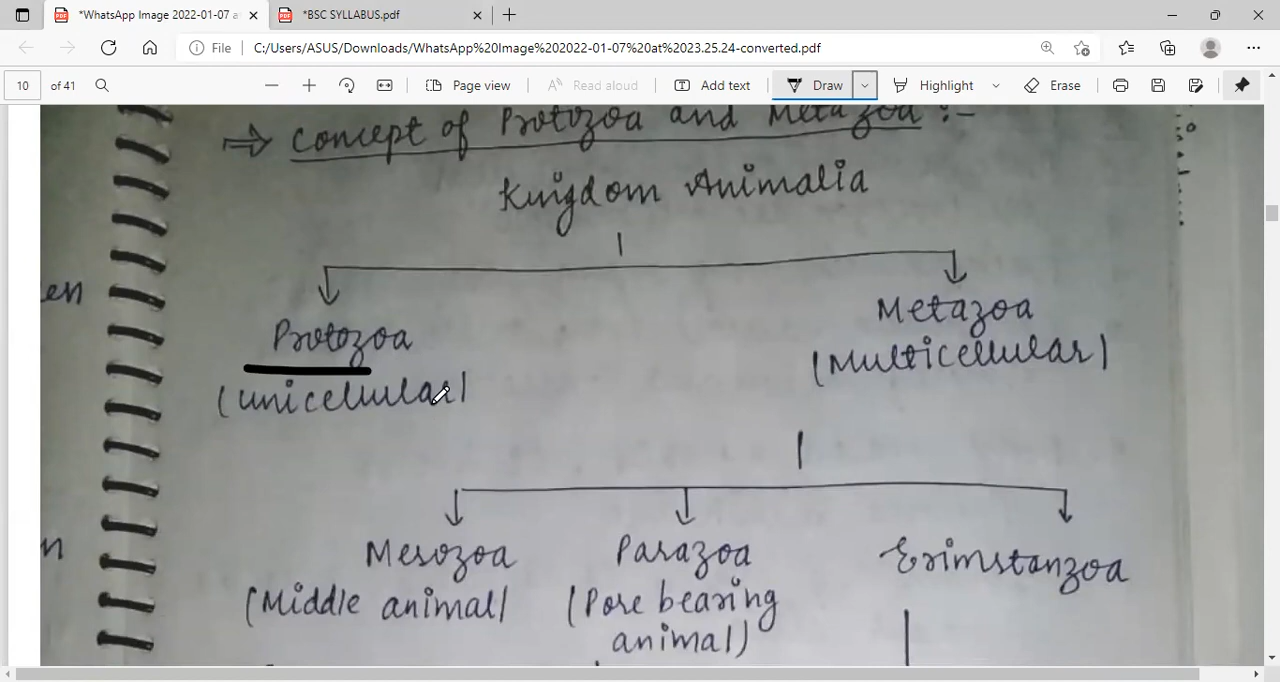 *WhatsApp Image 2022-01-07 a
*BSC SYLLABUS.pdf
File
C:/Users/ASUS/Downloads/WhatsApp%20Image%202022-01-07%20at%2023.25.24-converted.pdf
10 of 41
Page view
Read aloud
Add text
Draw
Highlight
Erase
⇒ Concept of Protozoa and Metazoa :-
Kingdom Animalia
en
Protozoa
Metazoa
(Unicellular)
(Multicellular)
n
Mesozoa
Parazoa
Erimstanzoa
(Middle animal)
(Pore bearing
animal)